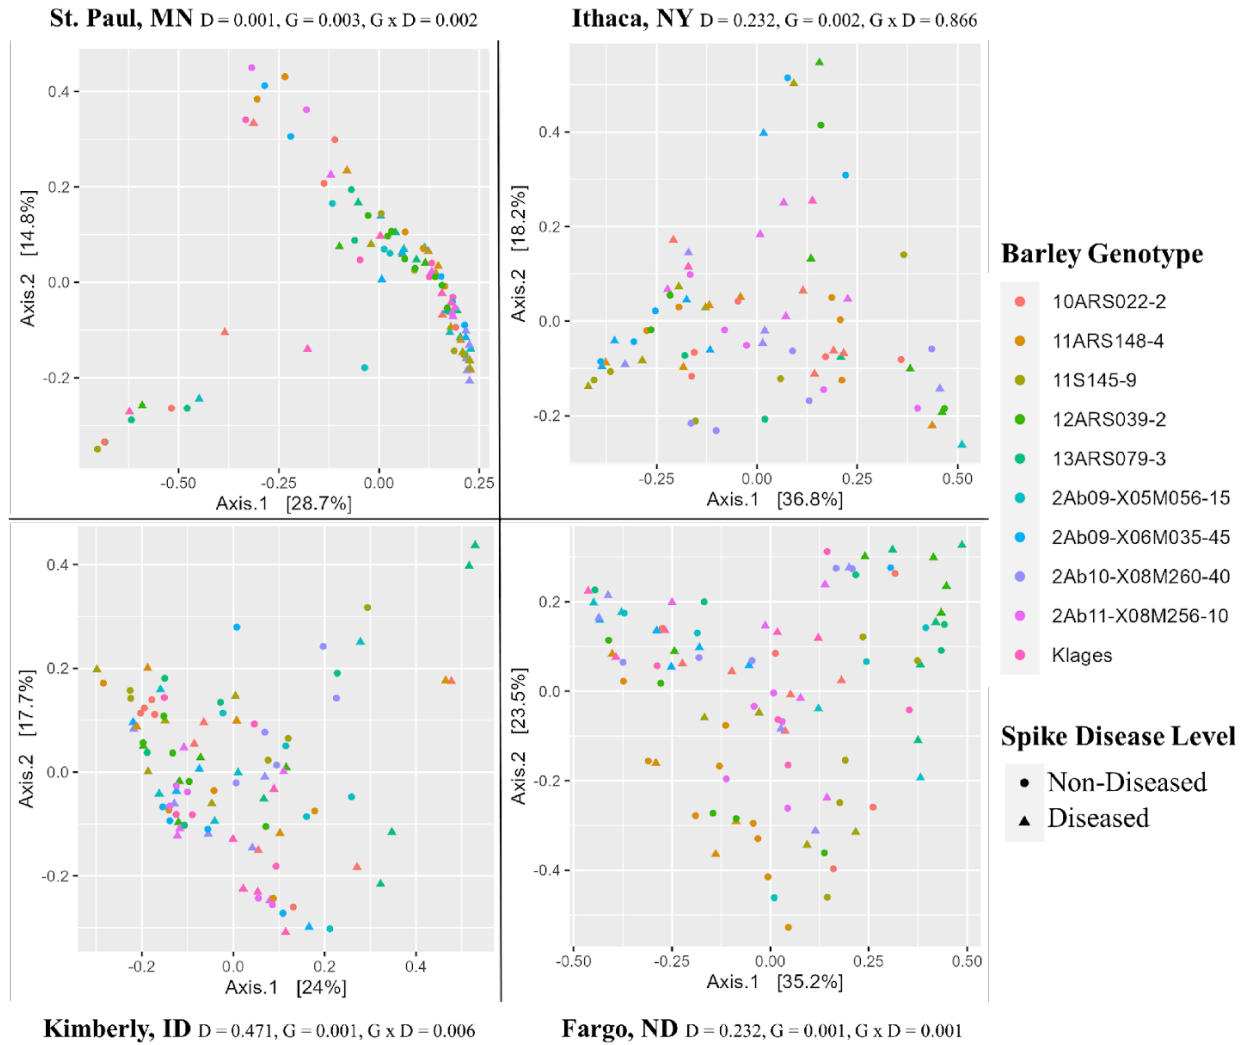 St. Paul, MN D = 0.001, G = 0.003, G x D = 0.002
Ithaca, NY D = 0.232, G = 0.002, G x D = 0.866
0.4
0.2
0.0
-0.2
Axis.2 [14.8%]
-0.50
-0.25
0.00
0.25
Axis.1 [28.7%]
0.4
0.2
0.0
-0.2
Axis.2 [18.2%]
-0.25
0.00
0.25
0.50
Axis.1 [36.8%]
0.4
0.2
0.0
-0.2
Axis.2 [17.7%]
-0.2
0.0
0.2
0.4
Axis.1 [24%]
0.2
0.0
-0.2
-0.4
Axis.2 [23.5%]
-0.50
-0.25
0.00
0.25
0.50
Axis.1 [35.2%]
Kimberly, ID D = 0.471, G = 0.001, G x D = 0.006
Fargo, ND D = 0.232, G = 0.001, G x D = 0.001
Barley Genotype
10ARS022-2
11ARS148-4
11S145-9
12ARS039-2
13ARS079-3
2Ab09-X05M056-15
2Ab09-X06M035-45
2Ab10-X08M260-40
2Ab11-X08M256-10
Klages
Spike Disease Level
Non-Diseased
Diseased